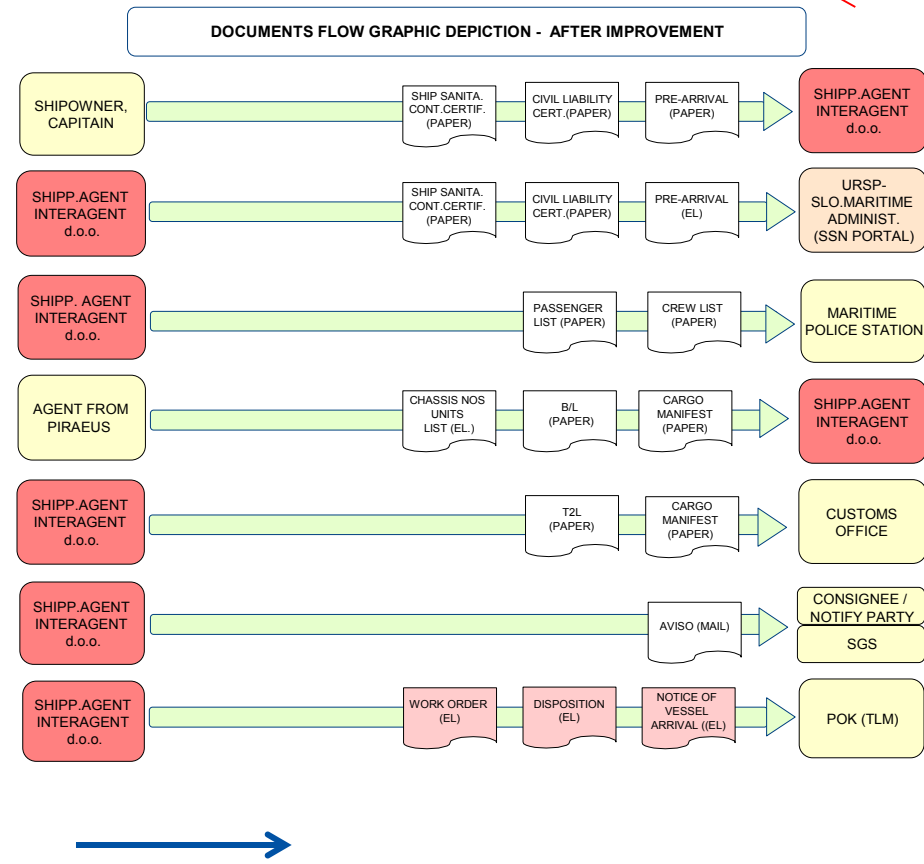 DOCUMENTS FLOW GRAPHIC DEPICTION - AFTER IMPROVEMENT
SHIPOWNER,
CAPITAIN
SHIP SANITA.
CONT.CERTIF.
(PAPER)
CIVIL LIABILITY
CERT.(PAPER)
PRE-ARRIVAL
(PAPER)
SHIPP.AGENT
INTERAGENT
d.o.o.
SHIPP.AGENT
INTERAGENT
d.o.o.
SHIP SANITA.
CONT.CERTIF.
(PAPER)
CIVIL LIABILITY
CERT.(PAPER)
PRE-ARRIVAL
(EL)
URSP-
SLO.MARITIME
ADMINIST.
(SSN PORTAL)
SHIPP. AGENT
INTERAGENT
d.o.o.
PASSENGER
LIST (PAPER)
CREW LIST
(PAPER)
MARITIME
POLICE STATION
AGENT FROM
PIRAEUS
CHASSIS NOS
UNITS
LIST (EL.)
B/L
(PAPER)
CARGO
MANIFEST
(PAPER)
SHIPP.AGENT
INTERAGENT
d.o.o.
SHIPP.AGENT
INTERAGENT
d.o.o.
T2L
(PAPER)
CARGO
MANIFEST
(PAPER)
CUSTOMS
OFFICE
SHIPP.AGENT
INTERAGENT
d.o.o.
AVISO (MAIL)
CONSIGNEE /
NOTIFY PARTY
SGS
SHIPP.AGENT
INTERAGENT
d.o.o.
WORK ORDER
(EL)
DISPOSITION
(EL)
NOTICE OF
VESSEL
ARRIVAL ((EL)
POK (TLM)